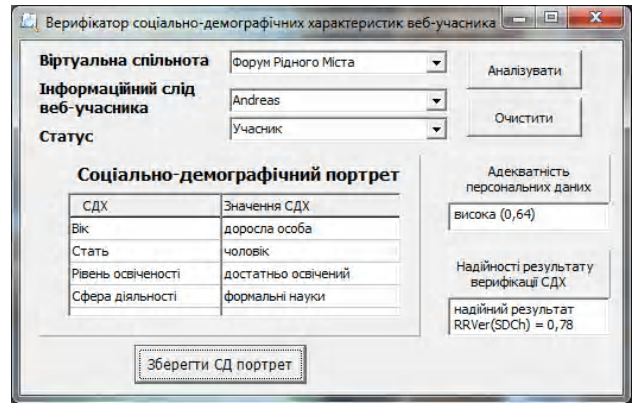 Верифікатор соціально-демографічних характеристик веб-учасника
Віртуальна спільнота
Форум Рідного Міста
Аналізувати
Інформаційний слід
веб-учасника
Andreas
Очистити
Статус
Учасник
Соціально-демографічний портрет
СДХ Значення СДХ
Вік доросла особа
Стать чоловік
Рівень освіченості достатньо освічений
Сфера діяльності формальні науки
Адекватність
персональних даних
висока (0,64)
Надійності результату
верифікації СДХ
надійний результат
RRVer(SDCh) = 0,78
Зберегти СД портрет